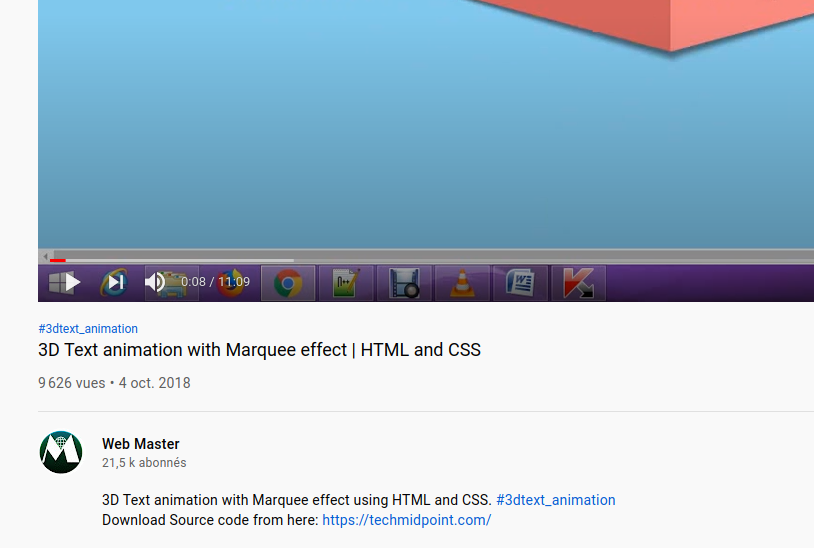 0:08 / 11:09
#3dtext_animation
3D Text animation with Marquee effect | HTML and CSS
9 626 vues • 4 oct. 2018
Web Master
21,5 k abonnés
3D Text animation with Marquee effect using HTML and CSS. #3dtext_animation
Download Source code from here: https://techmidpoint.com/